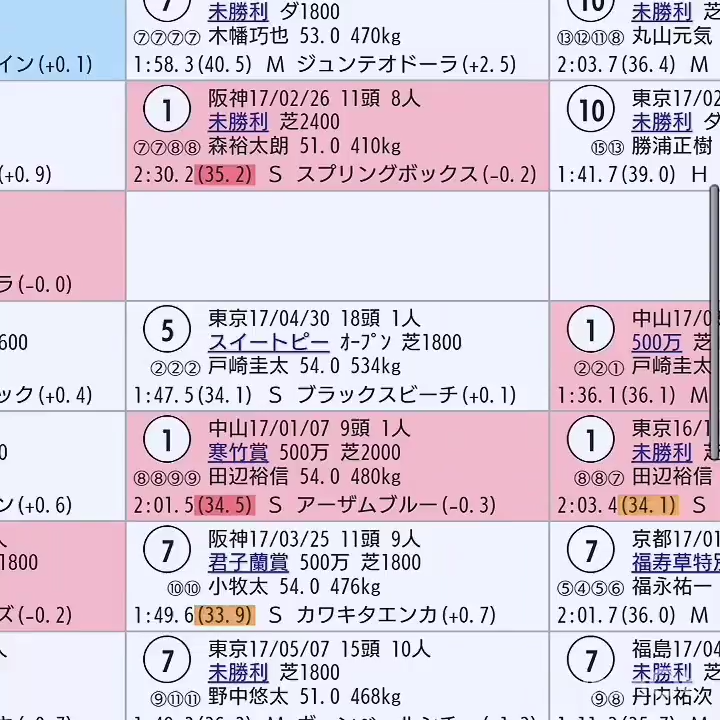 イン(+0.1)
⑦ 未勝利 ダ1800
⑦⑦⑦⑦ 木幡巧也 53.0 470kg
1:58.3(40.5) M ジュンテオドーラ(+2.5)
⑩ 未勝利 芝
⑬⑫⑪⑧ 丸山元気
2:03.7(36.4) M
(+0.9)
① 阪神17/02/26 11頭 8人
未勝利 芝2400
⑦⑦⑧⑧ 森裕太朗 51.0 410kg
2:30.2(35.2) S スプリングボックス(-0.2)
⑩ 東京17/02
未勝利 ダ
⑮⑬ 勝浦正樹
1:41.7(39.0) H
ラ(-0.0)
600
ック(+0.4)
⑤ 東京17/04/30 18頭 1人
スイートピー オープン 芝1800
②②② 戸崎圭太 54.0 534kg
1:47.5(34.1) S ブラックスビーチ(+0.1)
① 中山17/0
500万 芝
②②① 戸崎圭太
1:36.1(36.1) M
0
ン(+0.6)
① 中山17/01/07 9頭 1人
寒竹賞 500万 芝2000
⑧⑧⑨⑨ 田辺裕信 54.0 480kg
2:01.5(34.5) S アーザムブルー(-0.3)
① 東京16/1
未勝利
⑧⑧⑦ 田辺裕信
2:03.4(34.1) S
人
1800
ズ(-0.2)
⑦ 阪神17/03/25 11頭 9人
君子蘭賞 500万 芝1800
⑩⑩ 小牧太 54.0 476kg
1:49.6(33.9) S カワキタエンカ(+0.7)
⑦ 京都17/01
福寿草特別
⑤④⑤⑥ 福永祐一
2:01.7(36.0) M
人
⑦ 東京17/05/07 15頭 10人
未勝利 芝1800
⑨⑪⑪ 野中悠太 51.0 468kg
⑦ 福島17/04
未勝利 芝
⑨⑧ 丹内祐次